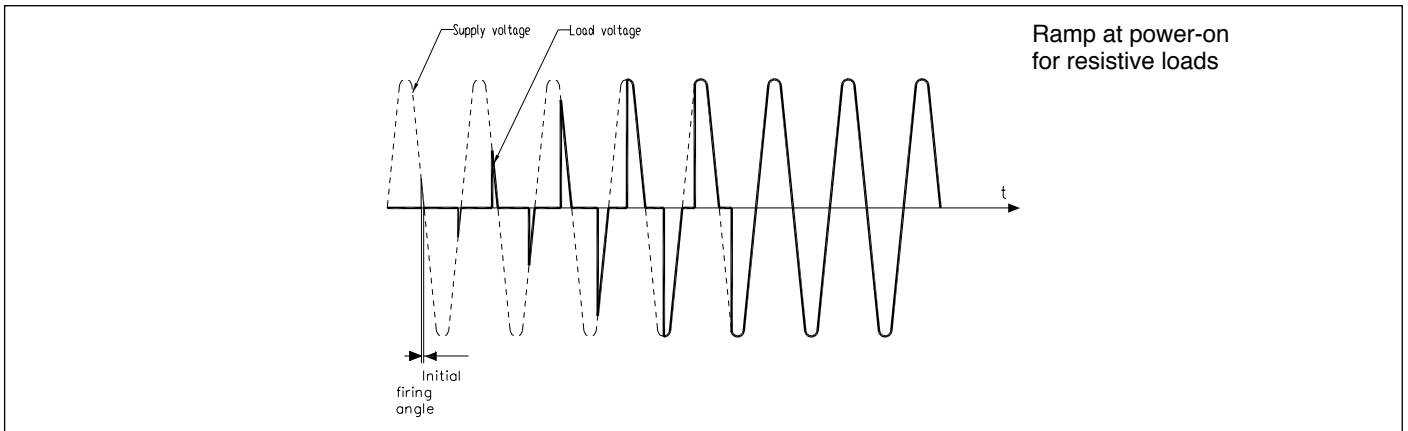 Supply voltage
Load voltage
Ramp at power-on
for resistive loads
t
Initial
firing
angle